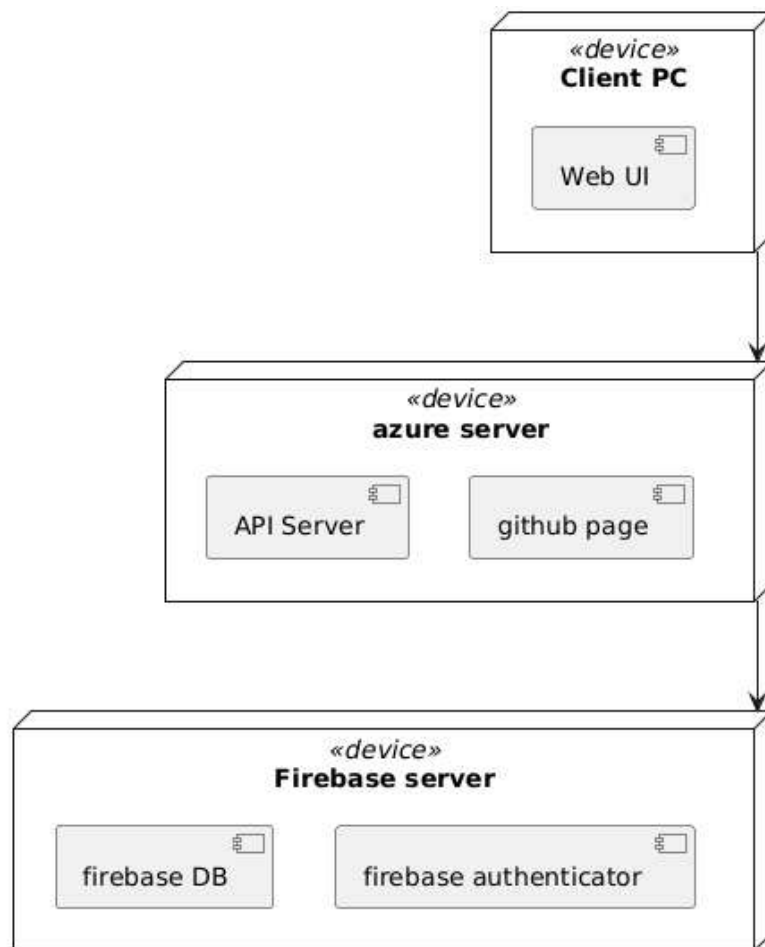 «device»
Client PC
Web UI
«device»
azure server
API Server
github page
«device»
Firebase server
firebase DB
firebase authenticator